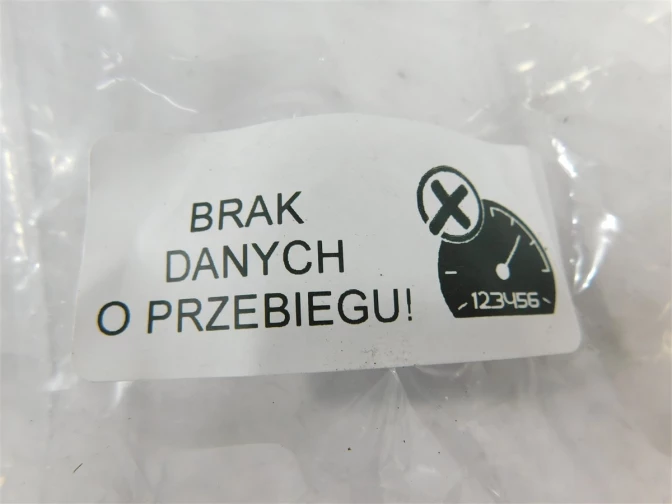 BRAK
DANYCH
O PRZEBIEGU!
123456